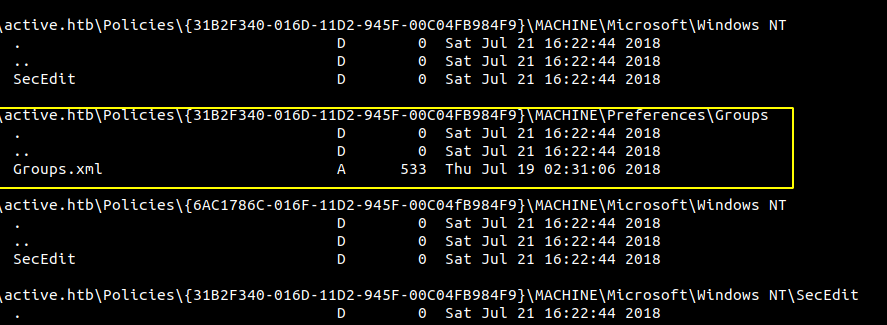 \active.htb\Policies\{31B2F340-016D-11D2-945F-00C04FB984F9}\MACHINE\Microsoft\Windows NT
. D 0 Sat Jul 21 16:22:44 2018
.. D 0 Sat Jul 21 16:22:44 2018
SecEdit D 0 Sat Jul 21 16:22:44 2018
\active.htb\Policies\{31B2F340-016D-11D2-945F-00C04FB984F9}\MACHINE\Preferences\Groups
. D 0 Sat Jul 21 16:22:44 2018
.. D 0 Sat Jul 21 16:22:44 2018
Groups.xml A 533 Thu Jul 19 02:31:06 2018
\active.htb\Policies\{6AC1786C-016F-11D2-945F-00C04fB984F9}\MACHINE\Microsoft\Windows NT
. D 0 Sat Jul 21 16:22:44 2018
.. D 0 Sat Jul 21 16:22:44 2018
SecEdit D 0 Sat Jul 21 16:22:44 2018
\active.htb\Policies\{31B2F340-016D-11D2-945F-00C04FB984F9}\MACHINE\Microsoft\Windows NT\SecEdit
. D 0 Sat Jul 21 16:22:44 2018